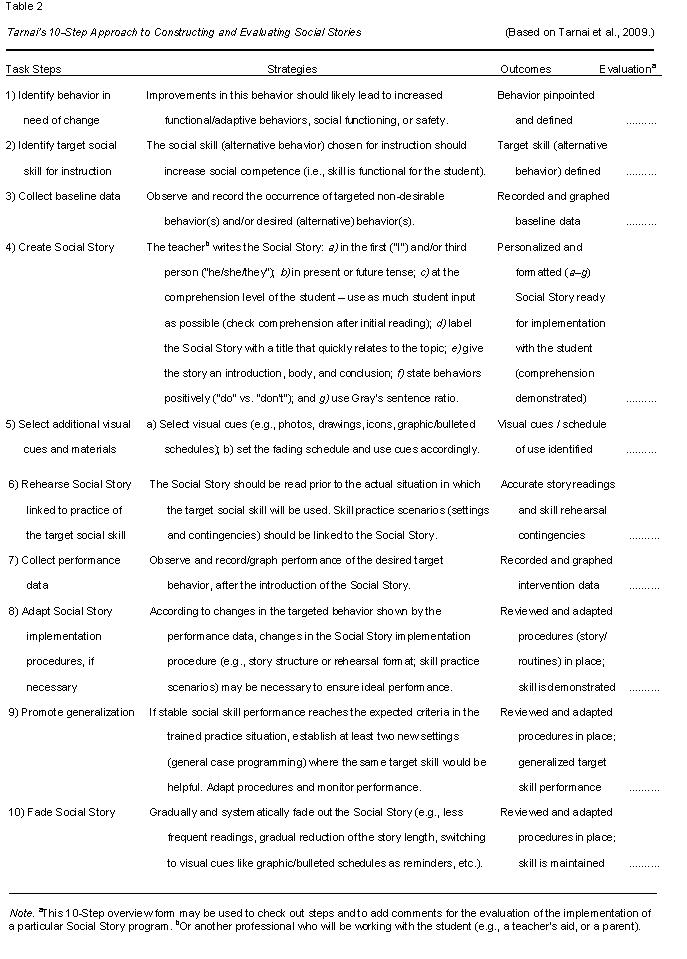 Table 2
Tarnai's 10-Step Approach to Constructing and Evaluating Social Stories (Based on Tarnai et al., 2009.)
Task Steps Strategies Outcomes Evaluationa
1) Identify behavior in Improvements in this behavior should likely lead to increased Behavior pinpointed
need of change functional/adaptive behaviors, social functioning, or safety. and defined ..........
2) Identify target social The social skill (alternative behavior) chosen for instruction should Target skill (alternative
skill for instruction increase social competence (i.e., skill is functional for the student). behavior) defined ..........
3) Collect baseline data Observe and record the occurrence of targeted non-desirable Recorded and graphed
behavior(s) and/or desired (alternative) behavior(s). baseline data ..........
4) Create Social Story The teacherb writes the Social Story: a) in the first ("I") and/or third Personalized and
person ("he/she/they"); b) in present or future tense; c) at the formatted (a–g)
comprehension level of the student – use as much student input Social Story ready
as possible (check comprehension after initial reading); d) label for implementation
the Social Story with a title that quickly relates to the topic; e) give with the student
the story an introduction, body, and conclusion; f) state behaviors (comprehension
positively ("do" vs. "don't"); and g) use Gray's sentence ratio. demonstrated) ..........
5) Select additional visual a) Select visual cues (e.g., photos, drawings, icons, graphic/bulleted Visual cues / schedule
cues and materials schedules); b) set the fading schedule and use cues accordingly. of use identified ..........
6) Rehearse Social Story The Social Story should be read prior to the actual situation in which Accurate story readings
linked to practice of the target social skill will be used. Skill practice scenarios (settings and skill rehearsal
the target social skill and contingencies) should be linked to the Social Story. contingencies ..........
7) Collect performance Observe and record/graph performance of the desired target Recorded and graphed
data behavior, after the introduction of the Social Story. intervention data ..........
8) Adapt Social Story According to changes in the targeted behavior shown by the Reviewed and adapted
implementation performance data, changes in the Social Story implementation procedures (story/
procedures, if procedure (e.g., story structure or rehearsal format; skill practice routines) in place;
necessary scenarios) may be necessary to ensure ideal performance. skill is demonstrated ..........
9) Promote generalization If stable social skill performance reaches the expected criteria in the Reviewed and adapted
trained practice situation, establish at least two new settings procedures in place;
(general case programming) where the same target skill would be generalized target
helpful. Adapt procedures and monitor performance. skill performance ..........
10) Fade Social Story Gradually and systematically fade out the Social Story (e.g., less Reviewed and adapted
frequent readings, gradual reduction of the story length, switching procedures in place;
to visual cues like graphic/bulleted schedules as reminders, etc.). skill is maintained ..........
Note. aThis 10-Step overview form may be used to check out steps and to add comments for the evaluation of the implementation of
a particular Social Story program. bOr another professional who will be working with the student (e.g., a teacher's aid, or a parent).